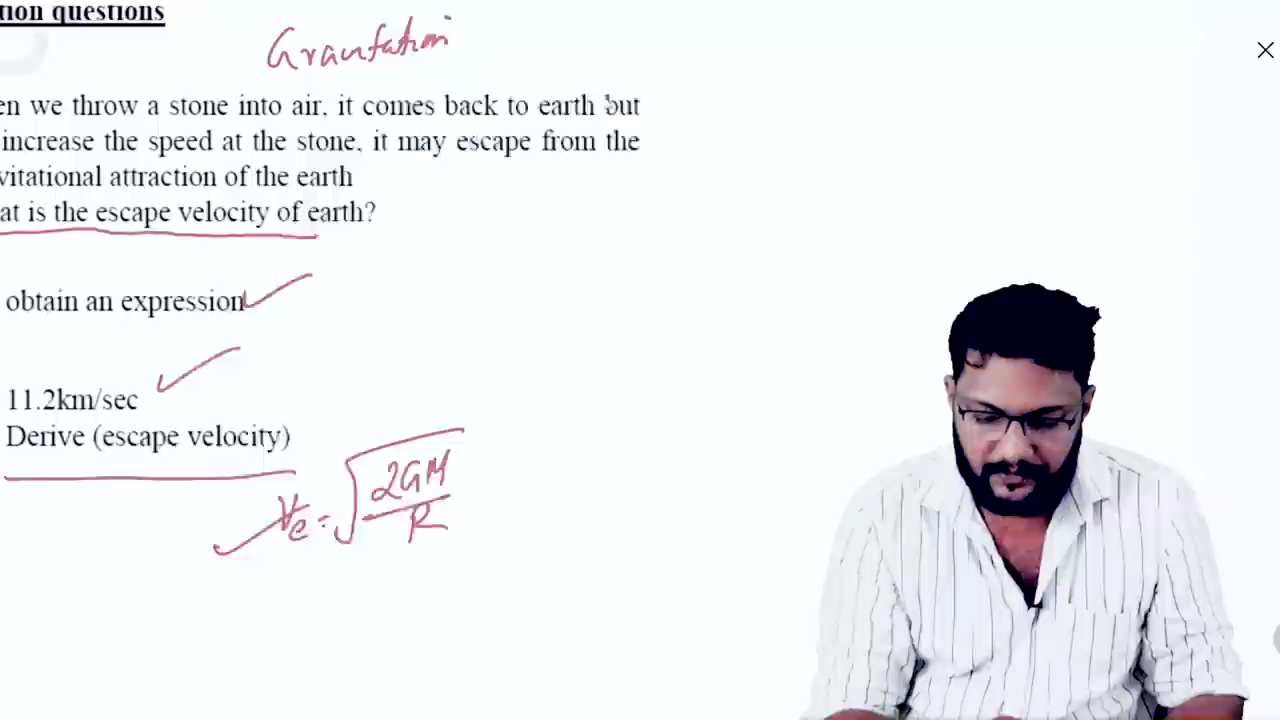 tion questions
Gravitation
en we throw a stone into air, it comes back to earth but
increase the speed at the stone, it may escape from the
vitational attraction of the earth
at is the escape velocity of earth?
obtain an expression
11.2km/sec
Derive (escape velocity)
Ve = √(2GM/R)